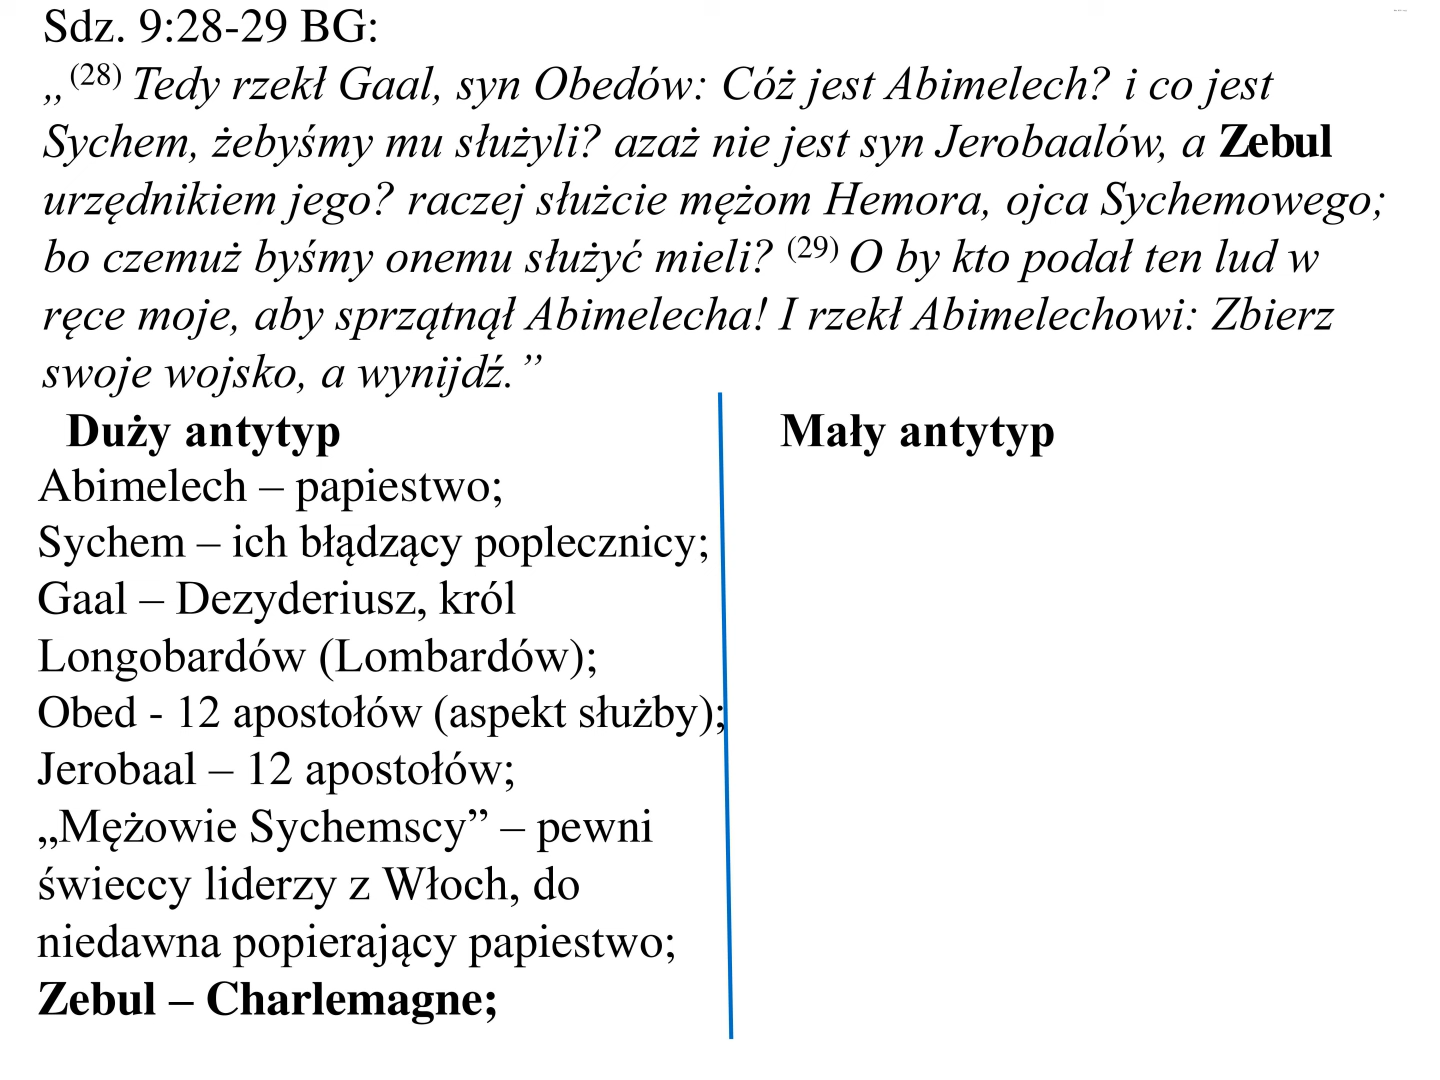 Sdz. 9:28-29 BG:
„(28) Tedy rzekł Gaal, syn Obedów: Cóż jest Abimelech? i co jest
Sychem, żebyśmy mu służyli? azaż nie jest syn Jerobaalów, a Zebul
urzędnikiem jego? raczej służcie mężom Hemora, ojca Sychemowego;
bo czemuż byśmy onemu służyć mieli? (29) O by kto podał ten lud w
ręce moje, aby sprzątnął Abimelecha! I rzekł Abimelechowi: Zbierz
swoje wojsko, a wynijdź.”
Duży antytyp
Abimelech – papiestwo;
Sychem – ich błądzący poplecznicy;
Gaal – Dezyderiusz, król
Longobardów (Lombardów);
Obed - 12 apostołów (aspekt służby);
Jerobaal – 12 apostołów;
„Mężowie Sychemscy” – pewni
świeccy liderzy z Włoch, do
niedawna popierający papiestwo;
Zebul – Charlemagne;
Mały antytyp